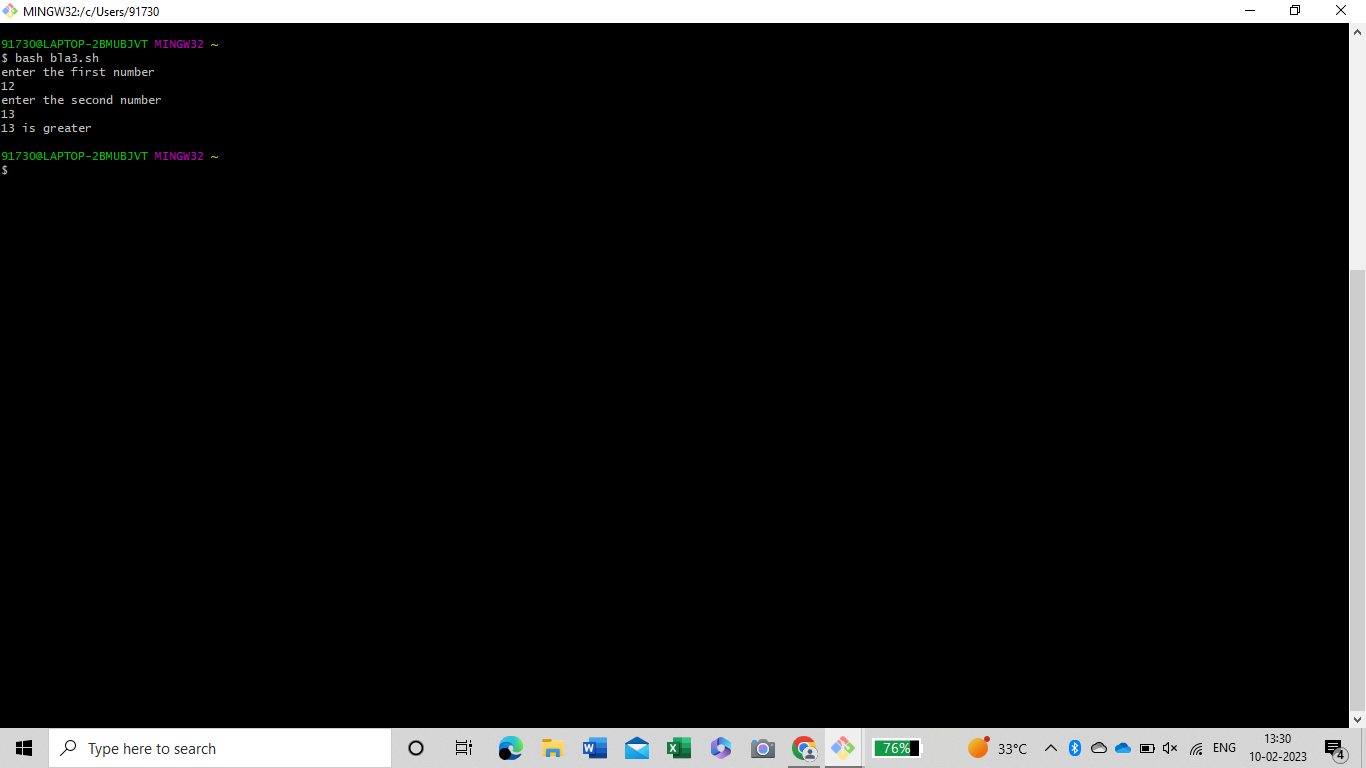 MINGW32:/c/Users/91730
91730@LAPTOP-2BMUBJVT MINGW32 ~
$ bash bla3.sh
enter the first number
12
enter the second number
13
13 is greater
91730@LAPTOP-2BMUBJVT MINGW32 ~
$
Type here to search
76%
33°C
ENG
13:30
10-02-2023
4